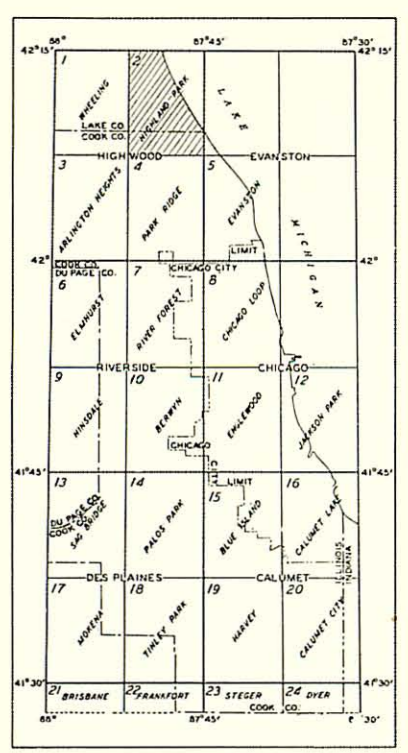 88° 87°45' 87°30'
42°15' 42°15'
1 2
WHEELING HIGHLAND PARK LAKE
LAKE CO.
COOK CO.
HIGHWOOD EVANSTON
3 4 5
ARLINGTON HEIGHTS PARK RIDGE EVANSTON MICHIGAN
LIMIT
42° 42°
COOK CO.
DU PAGE CO. CHICAGO CITY
6 7 8
ELMHURST RIVER FOREST CHICAGO LOOP
RIVERSIDE CHICAGO
9 10 11 12
HINSDALE BERWYN ENGLEWOOD JACKSON PARK
CHICAGO
CITY
41°45' 41°45'
13 14 15 16
LIMIT
DU PAGE CO.
COOK CO.
SAG BRIDGE PALOS PARK BLUE ISLAND CALUMET LAKE
ILLINOIS
INDIANA
DES PLAINES CALUMET
17 18 19 20
MOKENA TINLEY PARK HARVEY CALUMET CITY
41°30' 41°30'
21 BRISBANE 22 FRANKFORT 23 STEGER 24 DYER
COOK CO.
88° 87°45' 30'